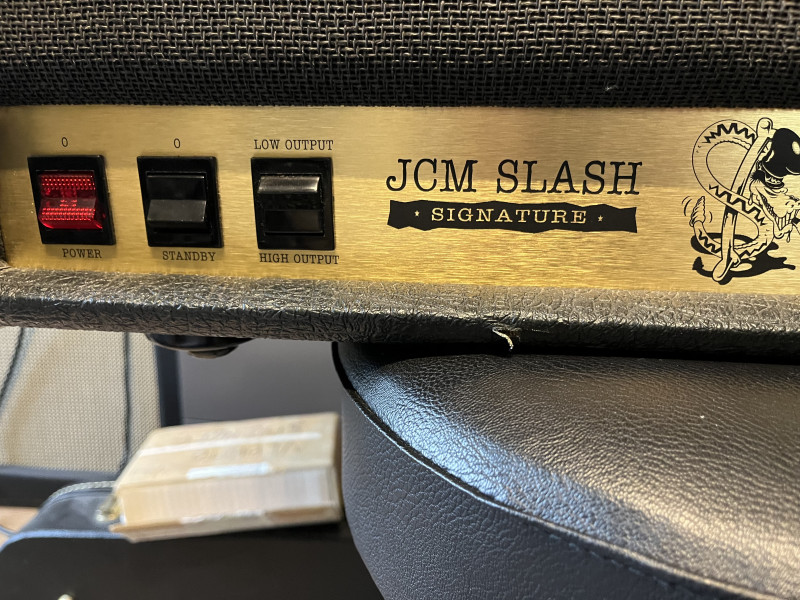 0
0
LOW OUTPUT
POWER
STANDBY
HIGH OUTPUT
JCM SLASH
SIGNATURE